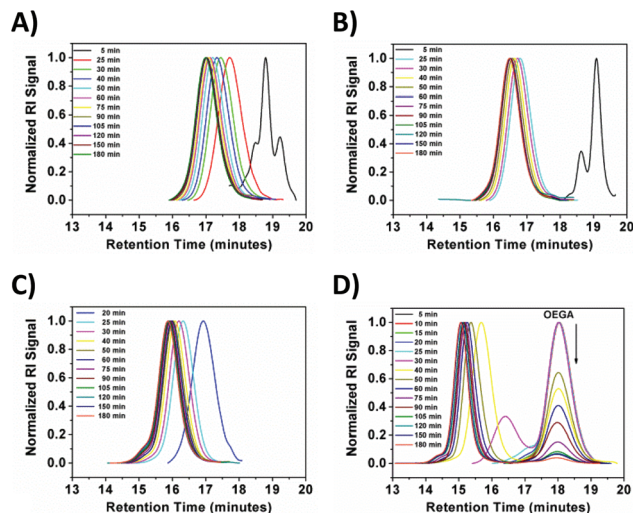 A)
Normalized RI Signal
1.0
0.8
0.6
0.4
0.2
0.0
5 min
25 min
30 min
40 min
50 min
60 min
75 min
90 min
105 min
120 min
150 min
180 min
13 14 15 16 17 18 19 20
Retention Time (minutes)
B)
Normalized RI Signal
1.0
0.8
0.6
0.4
0.2
0.0
5 min
25 min
30 min
40 min
50 min
60 min
75 min
90 min
105 min
120 min
150 min
180 min
13 14 15 16 17 18 19 20
Retention Time (minutes)
C)
Normalized RI Signal
1.0
0.8
0.6
0.4
0.2
0.0
20 min
25 min
30 min
40 min
50 min
60 min
75 min
90 min
105 min
120 min
150 min
180 min
13 14 15 16 17 18 19 20
Retention Time (minutes)
D)
Normalized RI Signal
1.0
0.8
0.6
0.4
0.2
0.0
5 min
10 min
15 min
20 min
25 min
30 min
40 min
50 min
60 min
75 min
90 min
105 min
120 min
150 min
180 min
OEGA
13 14 15 16 17 18 19 20
Retention Time (minutes)